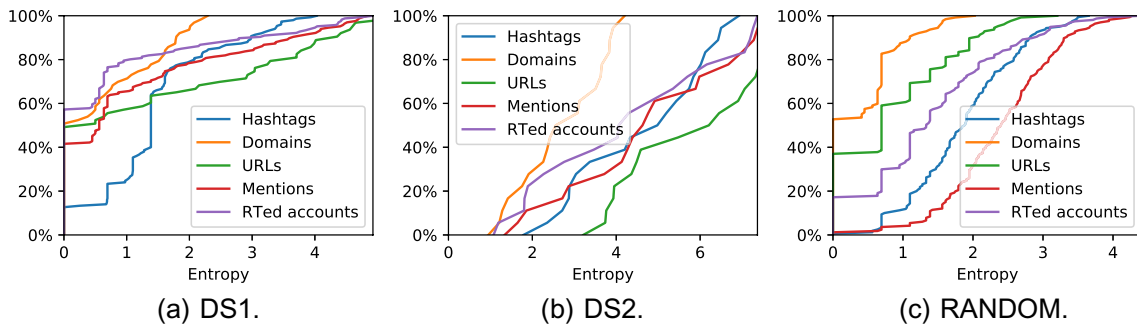 100%
80%
60%
40%
20%
0%
Hashtags
Domains
URLs
Mentions
RTed accounts
0 1 2 3 4
Entropy
(a) DS1.
100%
80%
60%
40%
20%
0%
Hashtags
Domains
URLs
Mentions
RTed accounts
0 2 4 6
Entropy
(b) DS2.
100%
80%
60%
40%
20%
0%
Hashtags
Domains
URLs
Mentions
RTed accounts
0 1 2 3 4
Entropy
(c) RANDOM.